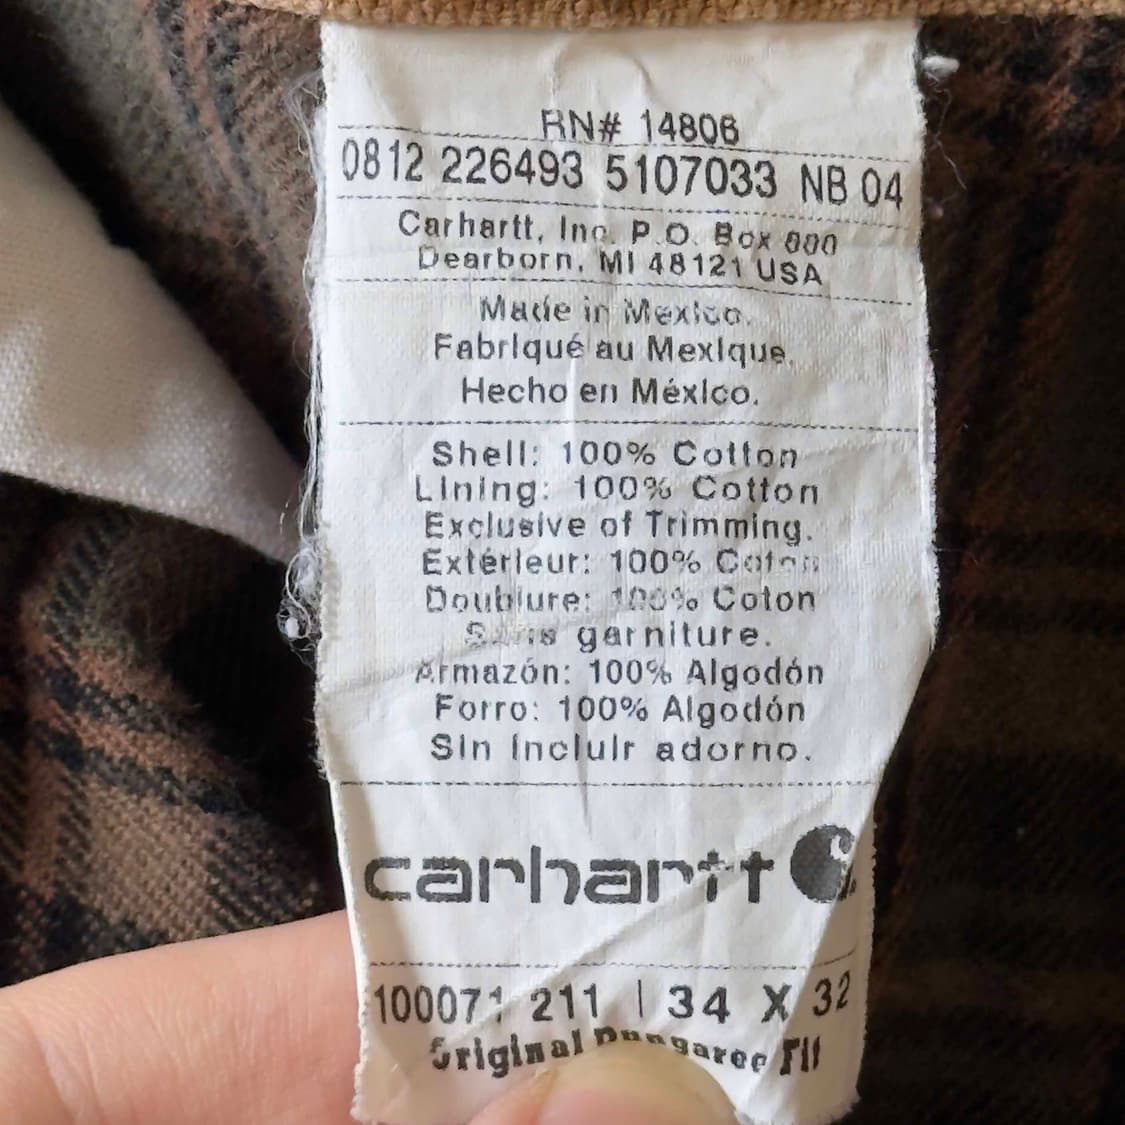 RN# 14806
0812 226493 5107033 NB 04
Carhartt, Inc. P.O. Box 600
Dearborn, MI 48121 USA
Made in Mexico.
Fabriqué au Mexique.
Hecho en México.
Shell: 100% Cotton
Lining: 100% Cotton
Exclusive of Trimming.
Extérieur: 100% Coton
Doublure: 100% Coton
Sans garniture.
Armazón: 100% Algodón
Forro: 100% Algodón
Sin incluir adorno.
carhartt
100071 211 | 34 X 32
Original Dungaree Fit